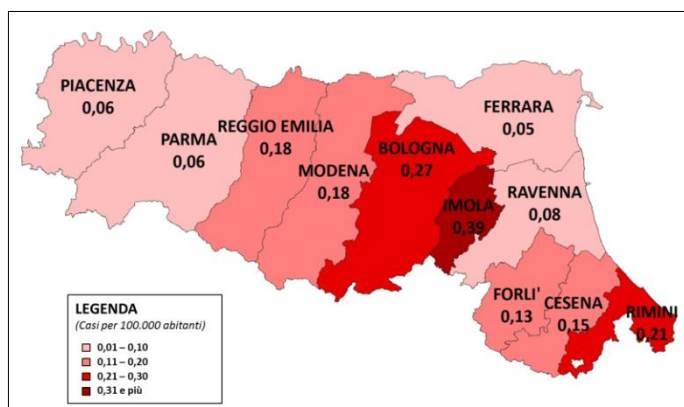 PIACENZA
0,06
PARMA
0,06
REGGIO EMILIA
0,18
MODENA
0,18
BOLOGNA
0,27
IMOLA
0,39
FERRARA
0,05
RAVENNA
0,08
FORLI'
0,13
CESENA
0,15
RIMINI
0,21
LEGENDA
(Casi per 100.000 abitanti)
0,01 – 0,10
0,11 – 0,20
0,21 – 0,30
0,31 e più